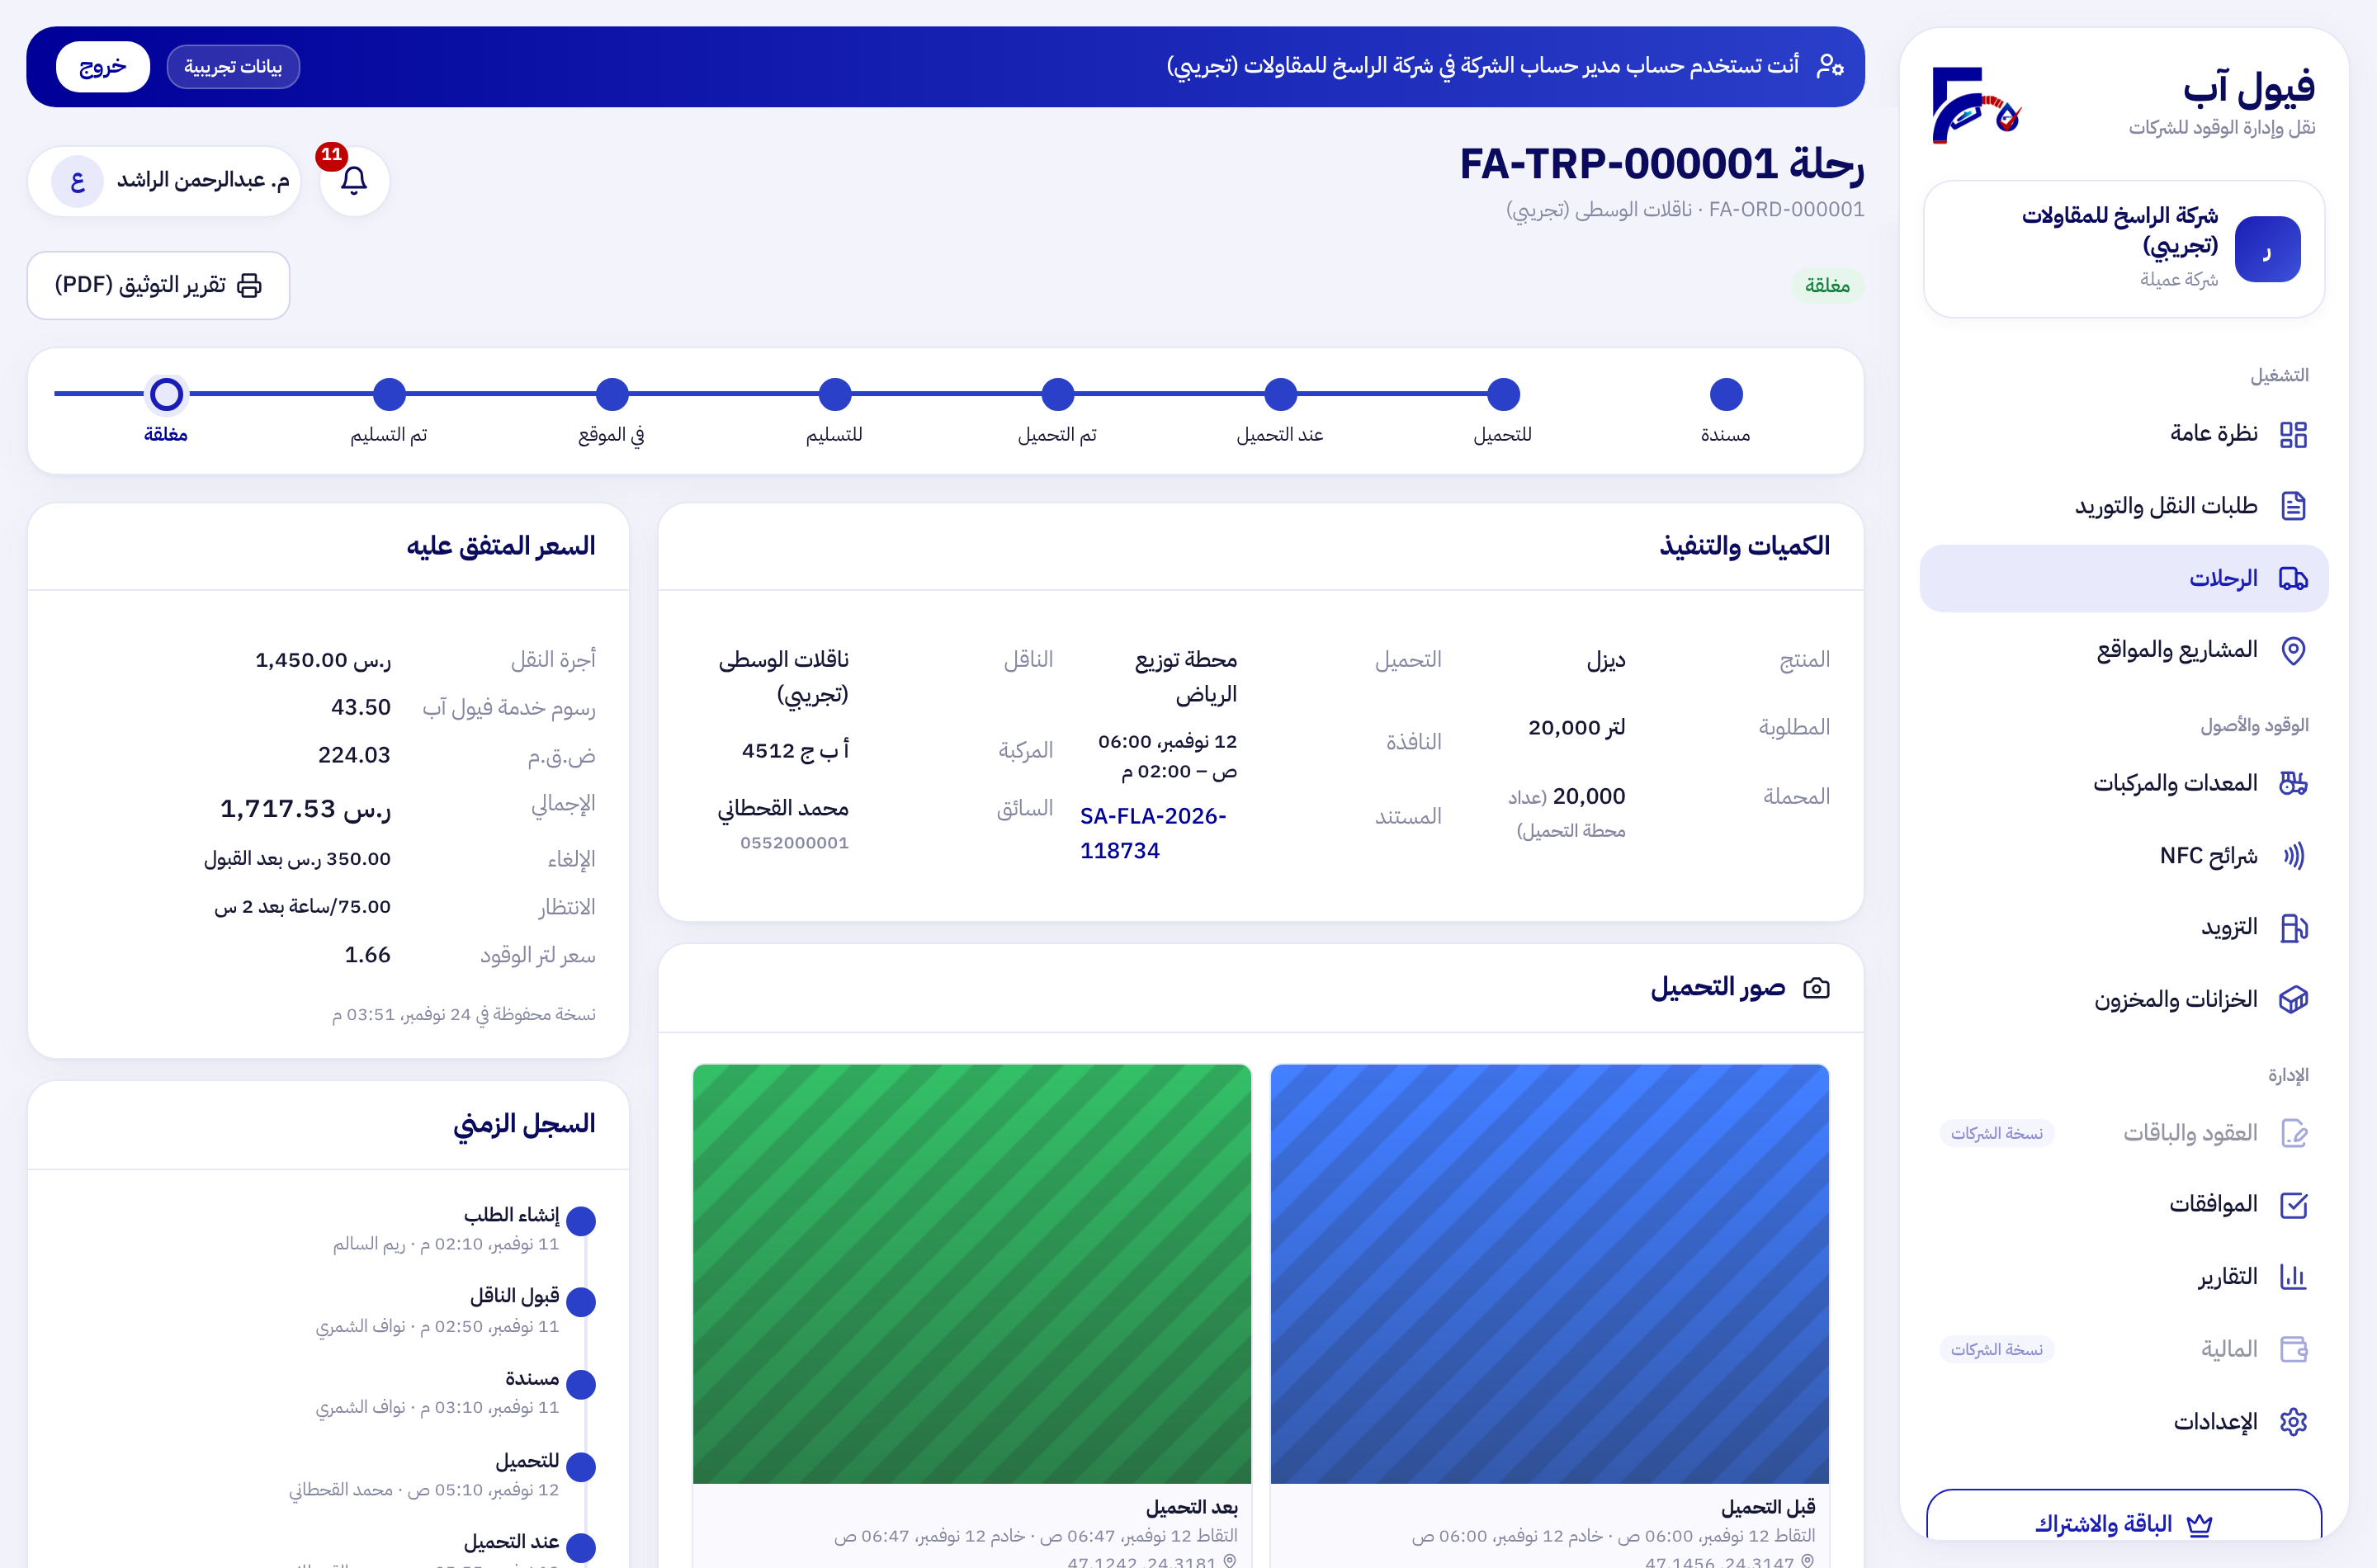 فيول آب
نقل وإدارة الوقود للشركات
ر
شركة الراسخ للمقاولات
(تجريبي)
شركة عميلة
التشغيل
نظرة عامة
طلبات النقل والتوريد
الرحلات
المشاريع والمواقع
الوقود والأصول
المعدات والمركبات
شرائح NFC
التزويد
الخزانات والمخزون
الإدارة
العقود والباقات
نسخة الشركات
الموافقات
التقارير
المالية
نسخة الشركات
الإعدادات
الباقة والاشتراك
أنت تستخدم حساب مدير حساب الشركة في شركة الراسخ للمقاولات (تجريبي)
بيانات تجريبية
خروج
رحلة FA-TRP-000001
FA-ORD-000001 · ناقلات الوسطى (تجريبي)
11
م. عبدالرحمن الراشد
ع
مغلقة
تقرير التوثيق (PDF)
مسندة
للتحميل
عند التحميل
تم التحميل
للتسليم
في الموقع
تم التسليم
مغلقة
الكميات والتنفيذ
المنتج
ديزل
المطلوبة
20,000 لتر
المحملة
20,000 (عداد
محطة التحميل)
التحميل
محطة توزيع
الرياض
النافذة
12 نوفمبر، 06:00
ص – 02:00 م
المستند
SA-FLA-2026-
118734
الناقل
ناقلات الوسطى
(تجريبي)
المركبة
أ ب ج 4512
السائق
محمد القحطاني
0552000001
صور التحميل
قبل التحميل
التقاط 12 نوفمبر، 06:00 ص · خادم 12 نوفمبر، 06:00 ص
24.3147، 47.1456
بعد التحميل
التقاط 12 نوفمبر، 06:47 ص · خادم 12 نوفمبر، 06:47 ص
24.3181، 47.1242
السعر المتفق عليه
أجرة النقل
1,450.00 ر.س
رسوم خدمة فيول آب
43.50
ض.ق.م
224.03
الإجمالي
1,717.53 ر.س
الإلغاء
350.00 ر.س بعد القبول
الانتظار
75.00/ساعة بعد 2 س
سعر لتر الوقود
1.66
نسخة محفوظة في 24 نوفمبر، 03:51 م
السجل الزمني
إنشاء الطلب
11 نوفمبر، 02:10 م · ريم السالم
قبول الناقل
11 نوفمبر، 02:50 م · نواف الشمري
مسندة
11 نوفمبر، 03:10 م · نواف الشمري
للتحميل
12 نوفمبر، 05:10 ص · محمد القحطاني
عند التحميل